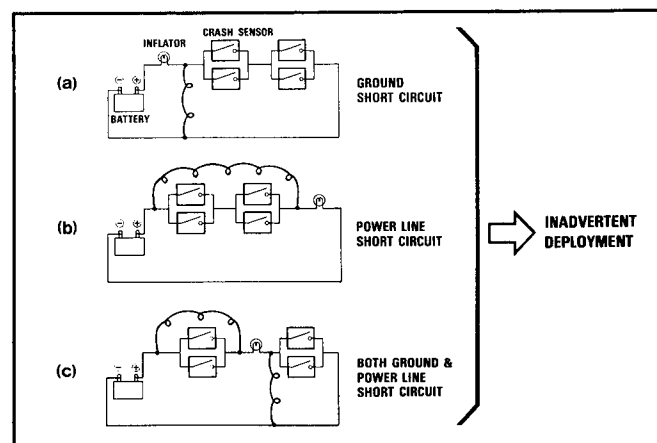 INFLATOR
CRASH SENSOR
(a)
⊖ ⊕
BATTERY
GROUND
SHORT CIRCUIT
(b)
⊖ ⊕
POWER LINE
SHORT CIRCUIT
INADVERTENT
DEPLOYMENT
(c)
− ⊕
BOTH GROUND &
POWER LINE
SHORT CIRCUIT